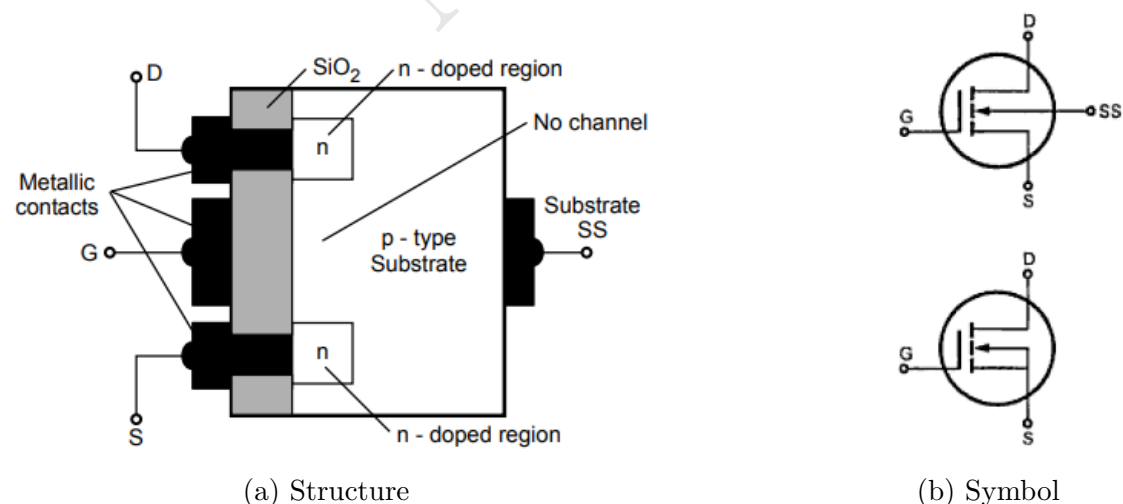 D
SiO2
n - doped region
No channel
n
Metallic
contacts
G
p - type
Substrate
Substrate
SS
n
S
n - doped region
(a) Structure
D
G
SS
S
D
G
S
(b) Symbol